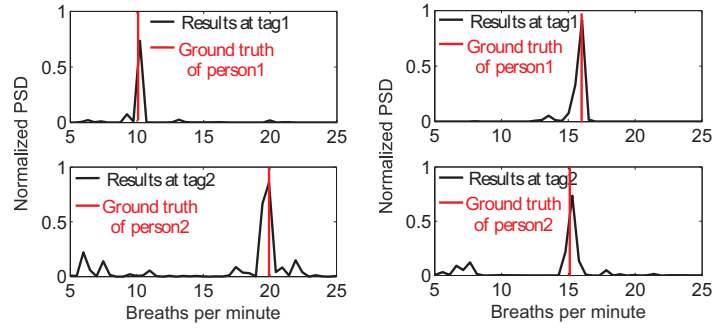 1
Results at tag1
Ground truth
of person1
0.5
0
5 10 15 20 25
1
Results at tag2
Ground truth
of person2
0.5
0
5 10 15 20 25
Normalized PSD
Breaths per minute
1
Results at tag1
Ground truth
of person1
0.5
0
5 10 15 20 25
1
Results at tag2
Ground truth
of person2
0.5
0
5 10 15 20 25
Normalized PSD
Breaths per minute